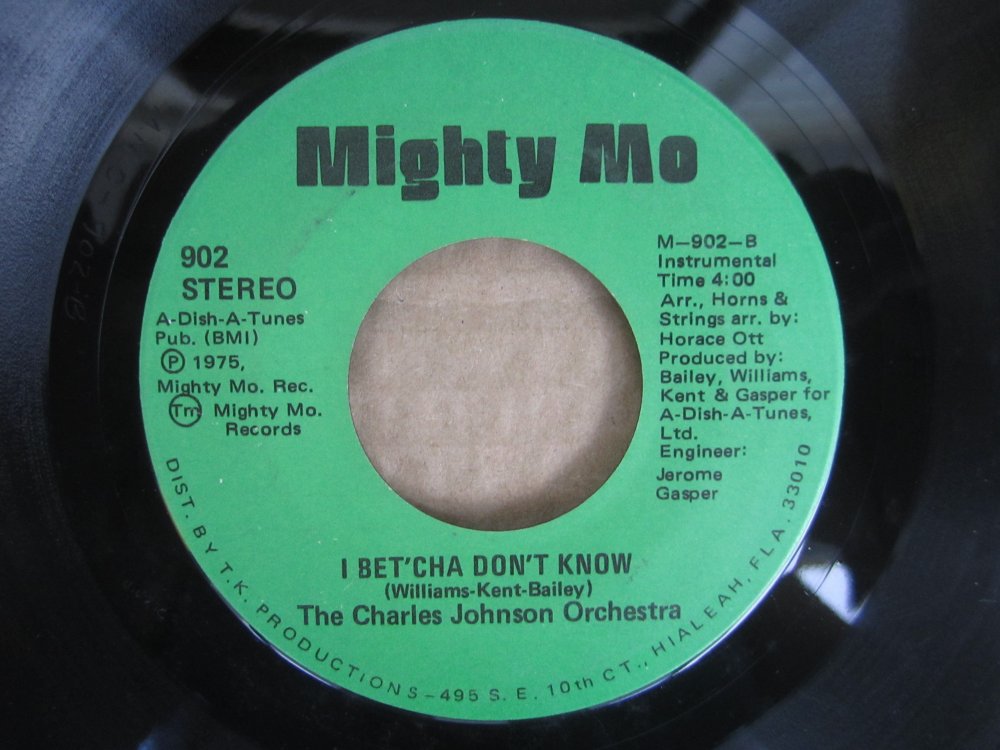 Mighty Mo
902
STEREO
A-Dish-A-Tunes
Pub. (BMI)
Ⓟ 1975,
Mighty Mo. Rec.
Tm Mighty Mo.
Records
M—902—B
Instrumental
Time 4:00
Arr., Horns &
Strings arr. by:
Horace Ott
Produced by:
Bailey, Williams,
Kent & Gasper for
A-Dish-A-Tunes,
Ltd.
Engineer:
Jerome
Gasper
I BET'CHA DON'T KNOW
(Williams-Kent-Bailey)
The Charles Johnson Orchestra
DIST. BY T.K. PRODUCTIONS—495 S. E. 10th CT., HIALEAH, FLA. 33010